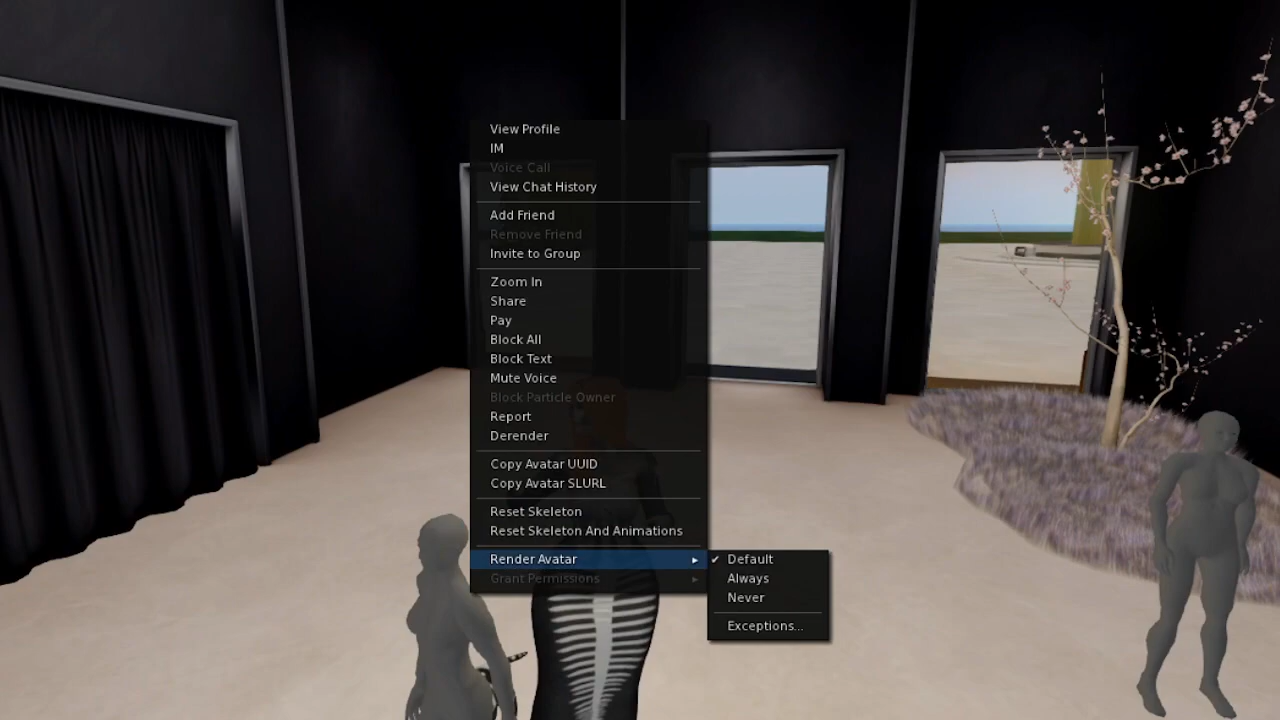 View Profile
IM
Voice Call
View Chat History
Add Friend
Remove Friend
Invite to Group
Zoom In
Share
Pay
Block All
Block Text
Mute Voice
Block Particle Owner
Report
Derender
Copy Avatar UUID
Copy Avatar SLURL
Reset Skeleton
Reset Skeleton And Animations
Render Avatar
Grant Permissions
Default
Always
Never
Exceptions...